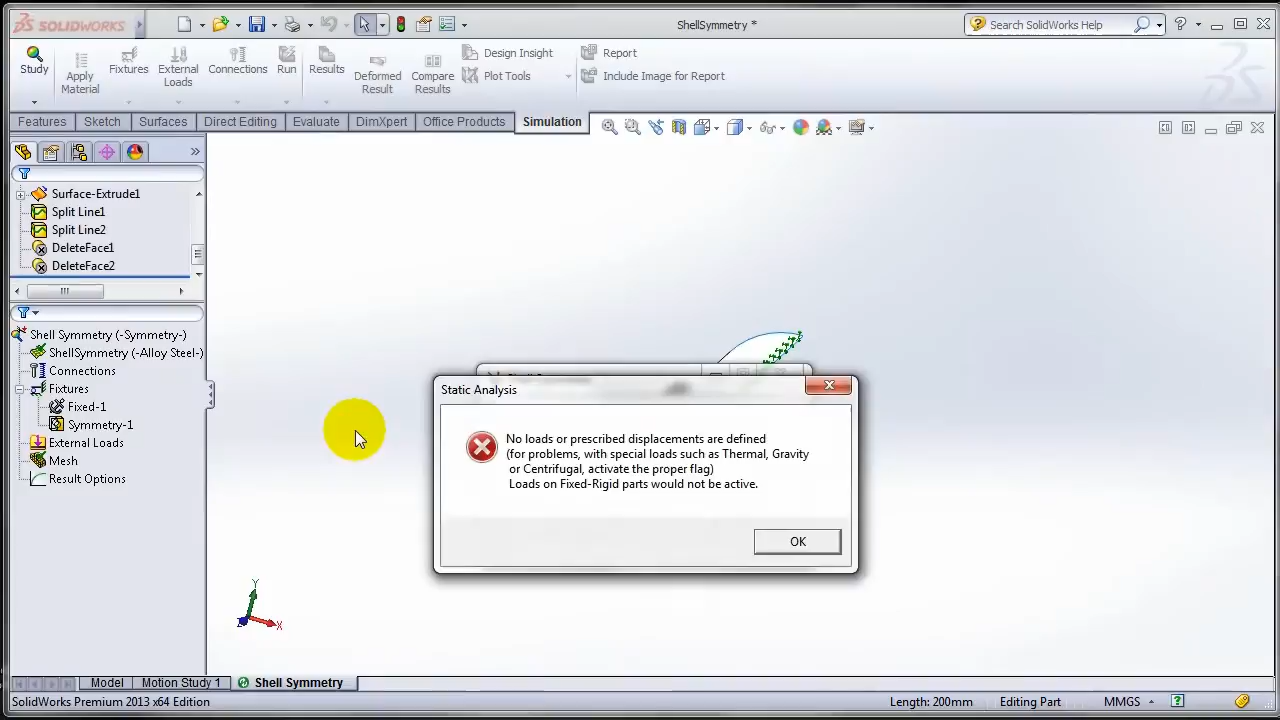 SOLIDWORKS
ShellSymmetry *
Search SolidWorks Help
Study
Apply Material
Fixtures
External Loads
Connections
Run
Results
Deformed Result
Compare Results
Design Insight
Plot Tools
Report
Include Image for Report
Features
Sketch
Surfaces
Direct Editing
Evaluate
DimXpert
Office Products
Simulation
Surface-Extrude1
Split Line1
Split Line2
DeleteFace1
DeleteFace2
Shell Symmetry (-Symmetry-)
ShellSymmetry (-Alloy Steel-)
Connections
Fixtures
Fixed-1
Symmetry-1
External Loads
Mesh
Result Options
Static Analysis
No loads or prescribed displacements are defined
(for problems, with special loads such as Thermal, Gravity
or Centrifugal, activate the proper flag)
Loads on Fixed-Rigid parts would not be active.
OK
Y
X
Model
Motion Study 1
Shell Symmetry
SolidWorks Premium 2013 x64 Edition
Length: 200mm
Editing Part
MMGS